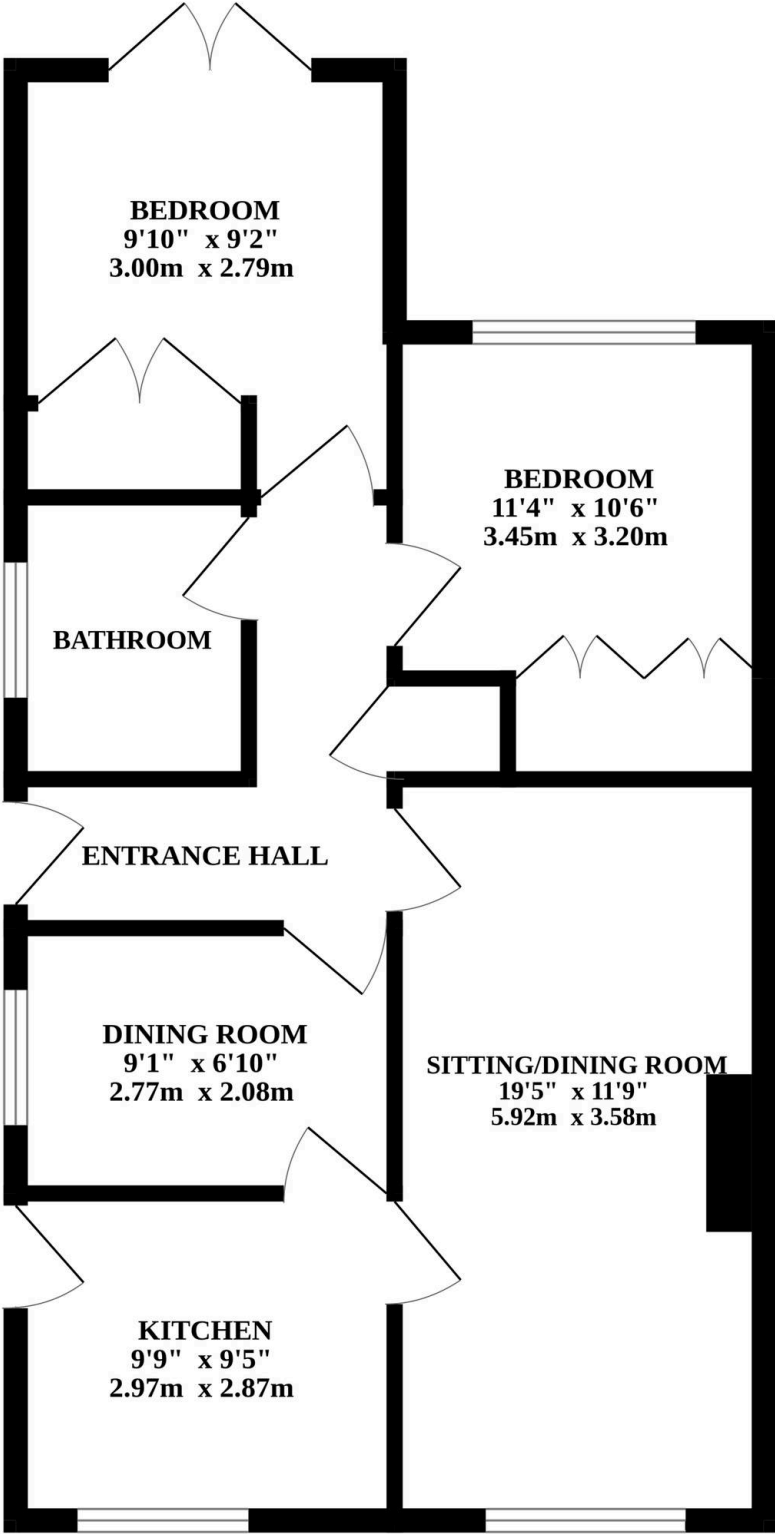 BEDROOM
9'10" x 9'2"
3.00m x 2.79m
BEDROOM
11'4" x 10'6"
3.45m x 3.20m
BATHROOM
ENTRANCE HALL
DINING ROOM
9'1" x 6'10"
2.77m x 2.08m
SITTING/DINING ROOM
19'5" x 11'9"
5.92m x 3.58m
KITCHEN
9'9" x 9'5"
2.97m x 2.87m